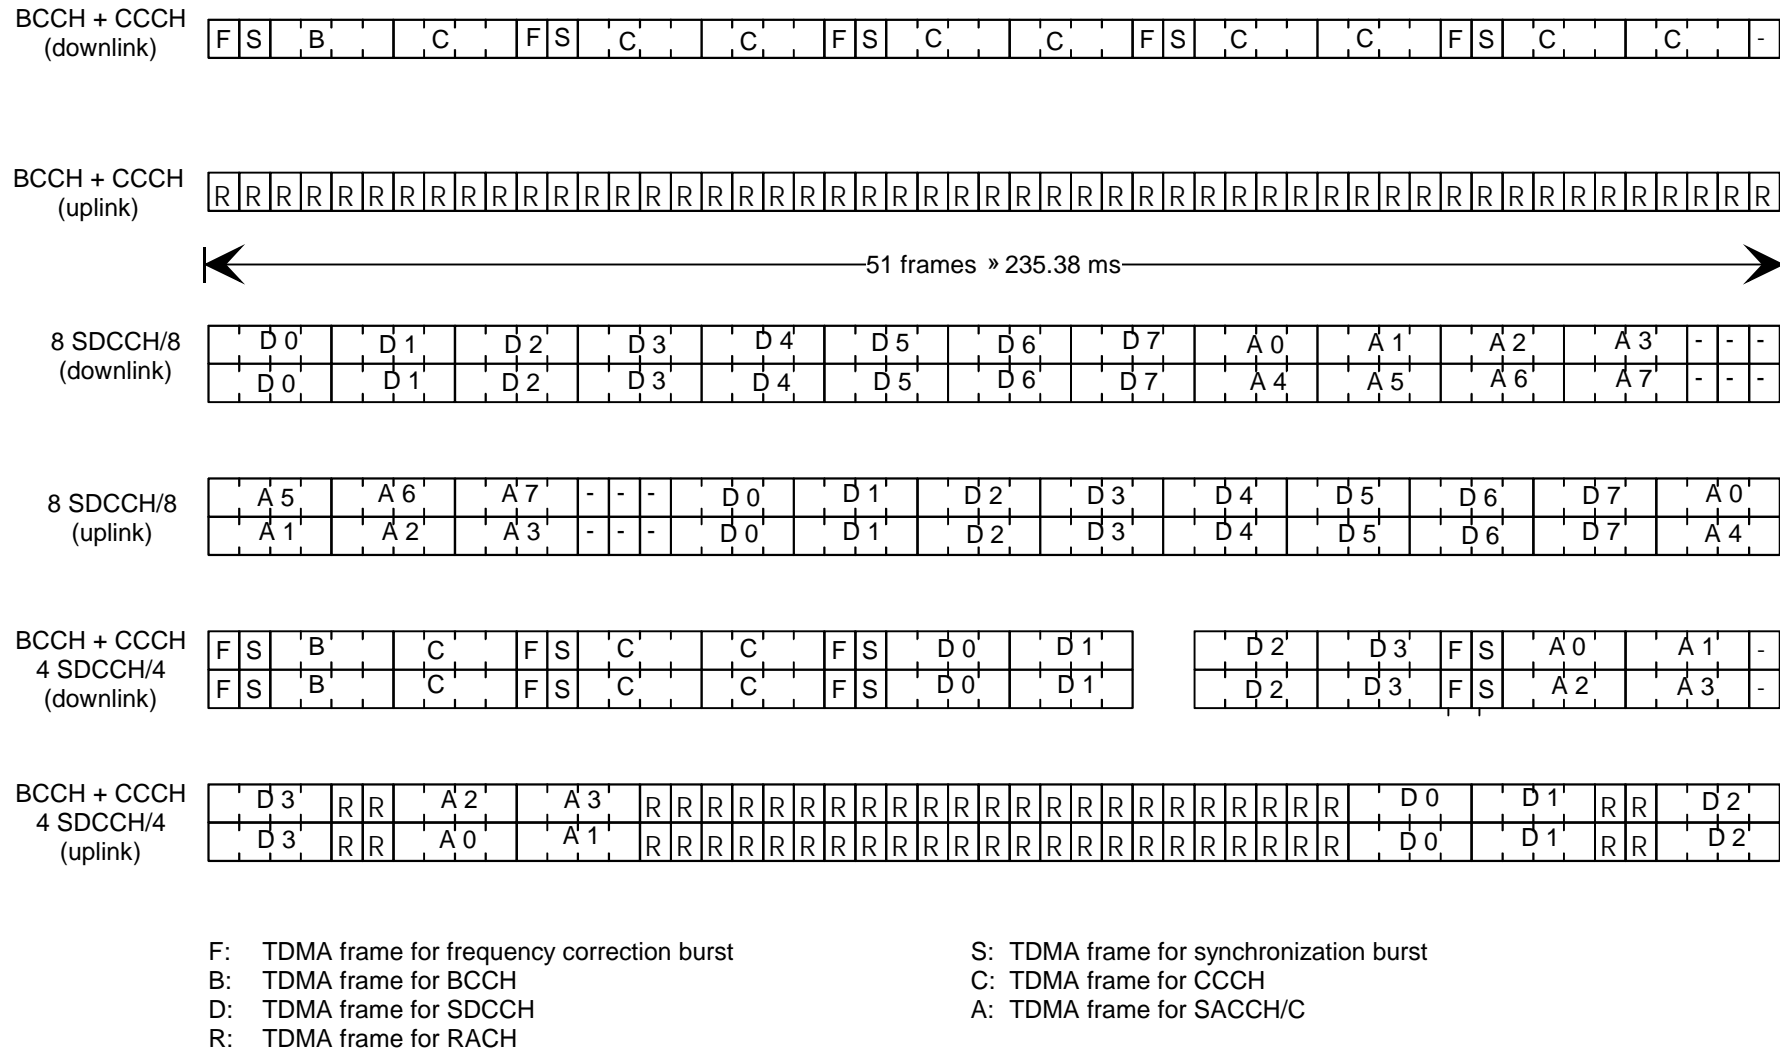 BCCH + CCCH
(downlink)
F S B C F S C C F S C C F S C C F S C C -
BCCH + CCCH
(uplink)
R R R R R R R R R R R R R R R R R R R R R R R R R R R R R R R R R R R R R R R R R R R R R R R R R R R
51 frames » 235.38 ms
8 SDCCH/8
(downlink)
D 0 D 1 D 2 D 3 D 4 D 5 D 6 D 7 A 0 A 1 A 2 A 3 - - -
D 0 D 1 D 2 D 3 D 4 D 5 D 6 D 7 A 4 A 5 A 6 A 7 - - -
8 SDCCH/8
(uplink)
A 5 A 6 A 7 - - - D 0 D 1 D 2 D 3 D 4 D 5 D 6 D 7 A 0
A 1 A 2 A 3 - - - D 0 D 1 D 2 D 3 D 4 D 5 D 6 D 7 A 4
BCCH + CCCH
4 SDCCH/4
(downlink)
F S B C F S C C F S D 0 D 1 D 2 D 3 F S A 0 A 1 -
F S B C F S C C F S D 0 D 1 D 2 D 3 F S A 2 A 3 -
BCCH + CCCH
4 SDCCH/4
(uplink)
D 3 R R A 2 A 3 R R R R R R R R R R R R R R R R R R R R R R R D 0 D 1 R R D 2
D 3 R R A 0 A 1 R R R R R R R R R R R R R R R R R R R R R R R D 0 D 1 R R D 2
F: TDMA frame for frequency correction burst
S: TDMA frame for synchronization burst
B: TDMA frame for BCCH
C: TDMA frame for CCCH
D: TDMA frame for SDCCH
A: TDMA frame for SACCH/C
R: TDMA frame for RACH